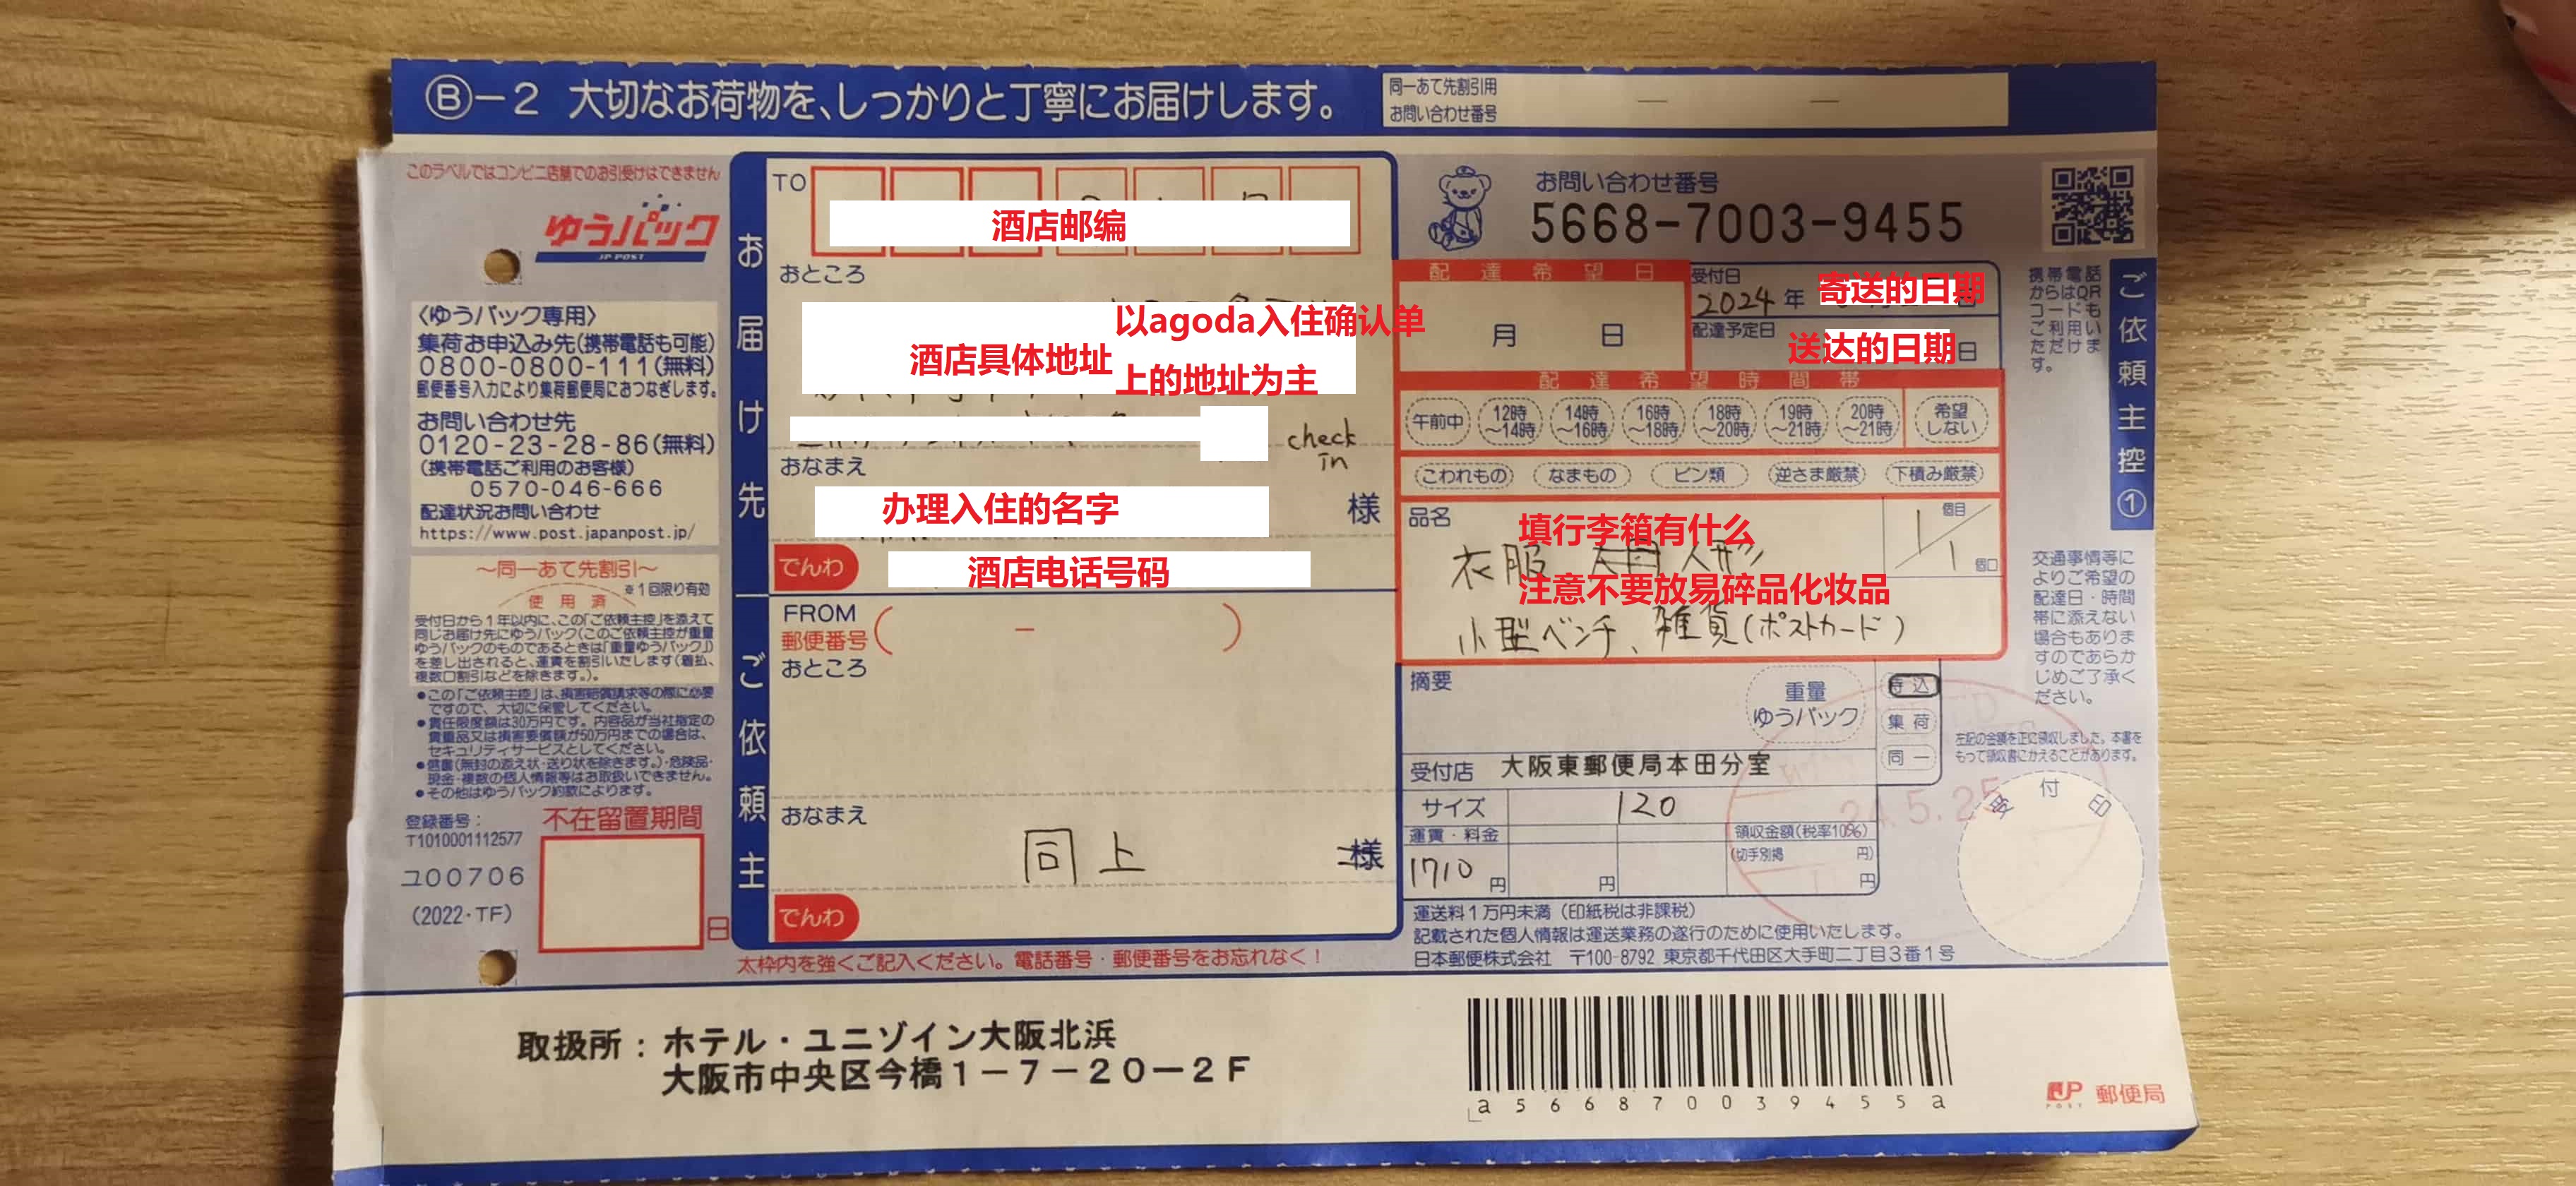 Ⓑ-2 大切なお荷物を、しっかりと丁寧にお届けします。
同一あて先割引用
お問い合わせ番号
このラベルではコンビニ店舗でのお引受けはできません
ゆうパック
JP POST
〈ゆうパック専用〉
集荷お申込み先(携帯電話も可能)
0800-0800-111(無料)
郵便番号入力により集荷郵便局におつなぎします。
お問い合わせ先
0120-23-28-86(無料)
(携帯電話ご利用のお客様)
0570-046-666
配達状況お問い合わせ
https://www.post.japanpost.jp/
～同一あて先割引～
※1回限り有効
使用済
受付日から1年以内に、この「ご依頼主控」を添えて
同じお届け先にゆうパック(このご依頼主控が重量
ゆうパックのものであるときは「重量ゆうパック」)
を差し出されると、運賃を割引いたします(着払、
複数口割引などを除きます。)。
●この「ご依頼主控」は、損害賠償請求等の際に必要
ですので、大切に保管してください。
●責任限度額は30万円です。内容品が当社指定の
貴重品又は損害要償額が50万円までの場合は、
セキュリティサービスとしてください。
●信書(無封の添え状・送り状を除きます。)・危険品・
現金・複数の個人情報等はお取扱いできません。
●その他はゆうパック約款によります。
登録番号：
T1010001112577
ユ00706
(2022・TF)
不在留置期間
日
お届け先
TO
酒店邮编
おところ
以agoda入住确认单
酒店具体地址
上的地址为主
check
in
おなまえ
办理入住的名字
様
でんわ
酒店电话号码
ご依頼主
FROM
郵便番号( － )
おところ
おなまえ
同上
様
でんわ
太枠内を強くご記入ください。電話番号・郵便番号をお忘れなく！
お問い合わせ番号
5668-7003-9455
配達希望日
月 日
受付日
2024年
寄送的日期
配達予定日
送达的日期
日
配達希望時間帯
午前中
12時～14時
14時～16時
16時～18時
18時～20時
19時～21時
20時～21時
希望しない
こわれもの
なまもの
ビン類
逆さま厳禁
下積み厳禁
品名
填行李箱有什么
衣服
人形
注意不要放易碎品化妆品
小型ベンチ、雑貨(ポストカード)
1
個目
1
個口
摘要
重量
ゆうパック
持込
集荷
同一
受付店 大阪東郵便局本田分室
サイズ 120
運賃・料金
1710円
円
領収金額(税率10%)
(切手別掲 円)
円
24.5.25
運送料1万円未満(印紙税は非課税)
記載された個人情報は運送業務の遂行のために使用いたします。
日本郵便株式会社 〒100-8792 東京都千代田区大手町二丁目3番1号
携帯電話
からはQR
コードも
ご利用い
ただけま
す。
ご依頼主控①
交通事情等に
よりご希望の
配達日・時間
帯に添えない
場合もありま
すのであらか
じめご了承く
ださい。
左記の金額を正に領収しました。本書を
もって領収書にかえることがあります。
受付印
取扱所：ホテル・ユニゾイン大阪北浜
大阪市中央区今橋1-7-20-2F
a566870039455a
JP POST 郵便局